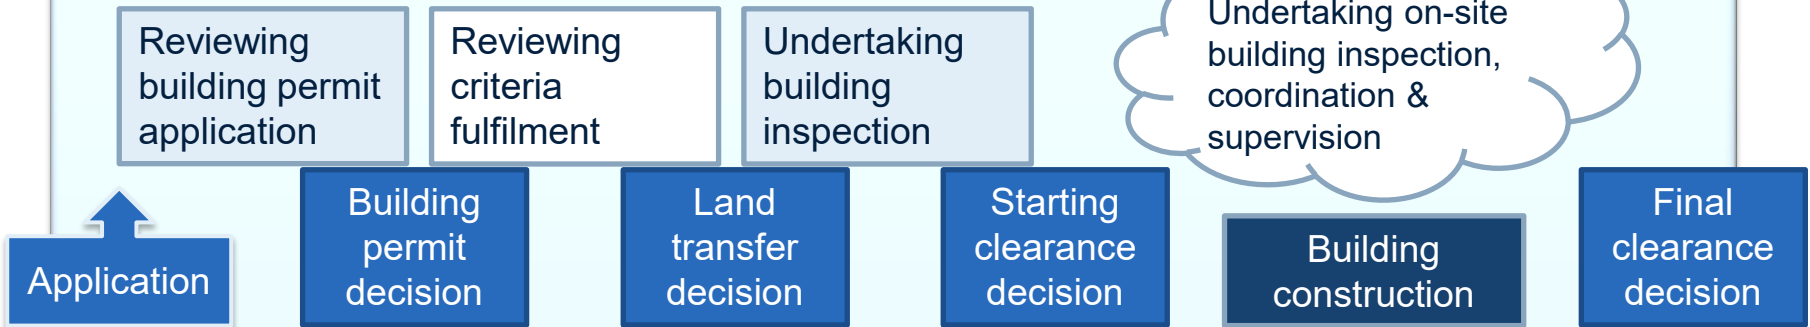 Reviewing
building permit
application
Reviewing
criteria
fulfilment
Undertaking
building
inspection
Undertaking on-site
building inspection,
coordination &
supervision
Application
Building
permit
decision
Land
transfer
decision
Starting
clearance
decision
Building
construction
Final
clearance
decision